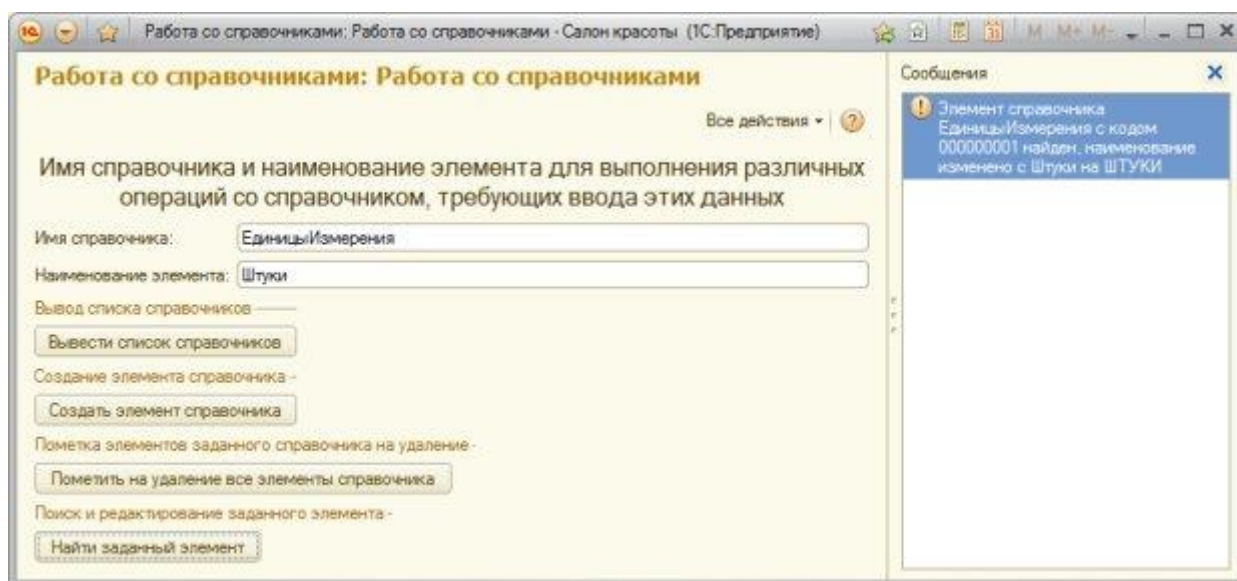 Работа со справочниками: Работа со справочниками - Салон красоты (1С:Предприятие)
M M+ M-
Работа со справочниками: Работа со справочниками
Все действия
Имя справочника и наименование элемента для выполнения различных
операций со справочником, требующих ввода этих данных
Имя справочника: ЕдиницыИзмерения
Наименование элемента: Штуки
Вывод списка справочников
Вывести список справочников
Создание элемента справочника
Создать элемент справочника
Пометка элементов заданного справочника на удаление
Пометить на удаление все элементы справочника
Поиск и редактирование заданного элемента
Найти заданный элемент
Сообщения
Элемент справочника
ЕдиницыИзмерения с кодом
000000001 найден, наименование
изменено с Штуки на ШТУКИ